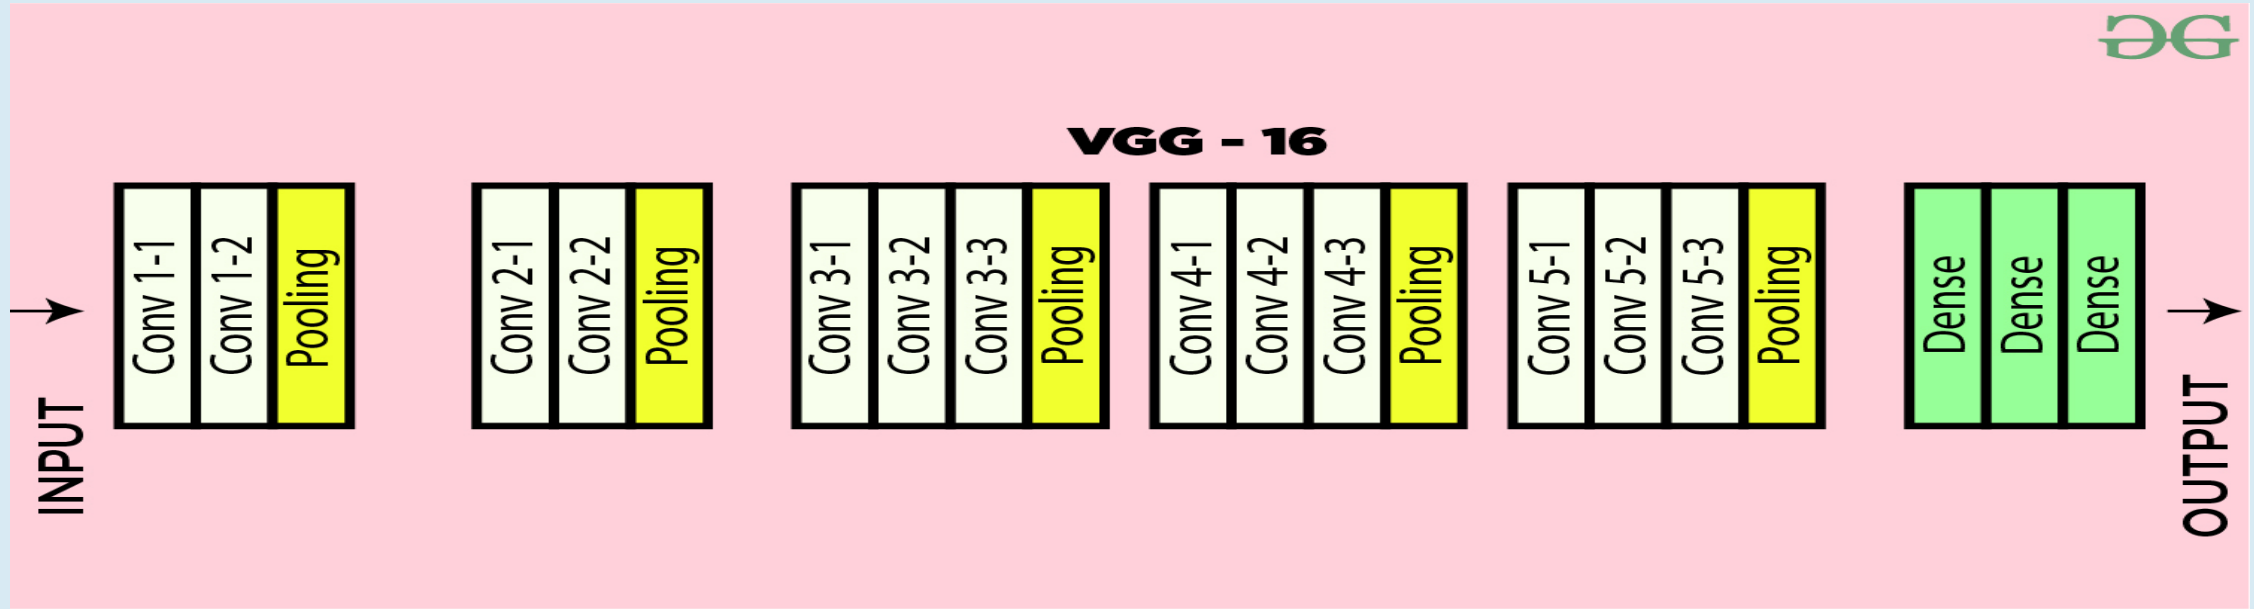 VGG - 16
INPUT
Conv 1-1
Conv 1-2
Pooling
Conv 2-1
Conv 2-2
Pooling
Conv 3-1
Conv 3-2
Conv 3-3
Pooling
Conv 4-1
Conv 4-2
Conv 4-3
Pooling
Conv 5-1
Conv 5-2
Conv 5-3
Pooling
Dense
Dense
Dense
OUTPUT